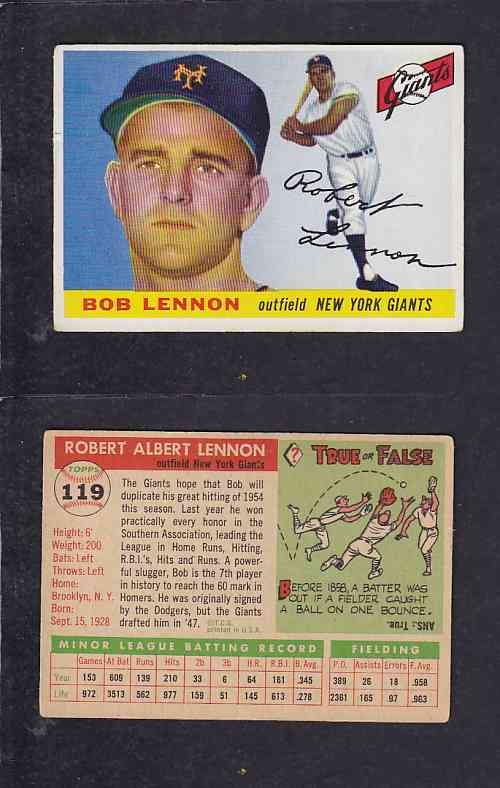 NY
Giants
Robert
Lennon
BOB LENNON outfield NEW YORK GIANTS
ROBERT ALBERT LENNON
outfield New York Giants
TOPPS
119
Height: 6'
Weight: 200
Bats: Left
Throws: Left
Home:
Brooklyn, N. Y.
Born:
Sept. 15, 1928
The Giants hope that Bob will
duplicate his great hitting of 1954
this season. Last year he won
practically every honor in the
Southern Association, leading
the League in Home Runs, Hitting,
R.B.I.'s, Hits and Runs. A power-
ful slugger, Bob is the 7th player
in history to reach the 60 mark in
Homers. He was originally signed
by the Dodgers, but the Giants
drafted him in '47.
©T.C.G.
printed in U.S.A.
?
TRUE OR FALSE
BEFORE 1858, A BATTER WAS
OUT IF A FIELDER CAUGHT
A BALL ON ONE BOUNCE.
ANS.: True.
MINOR LEAGUE BATTING RECORD FIELDING
Games At Bat Runs Hits 2b 3b H.R. R.B.I. B. Avg. P.O. Assists Errors F. Avg.
Year 153 609 139 210 33 6 64 161 .345 389 26 18 .958
Life 972 3513 562 977 159 51 145 613 .278 2361 165 97 .963